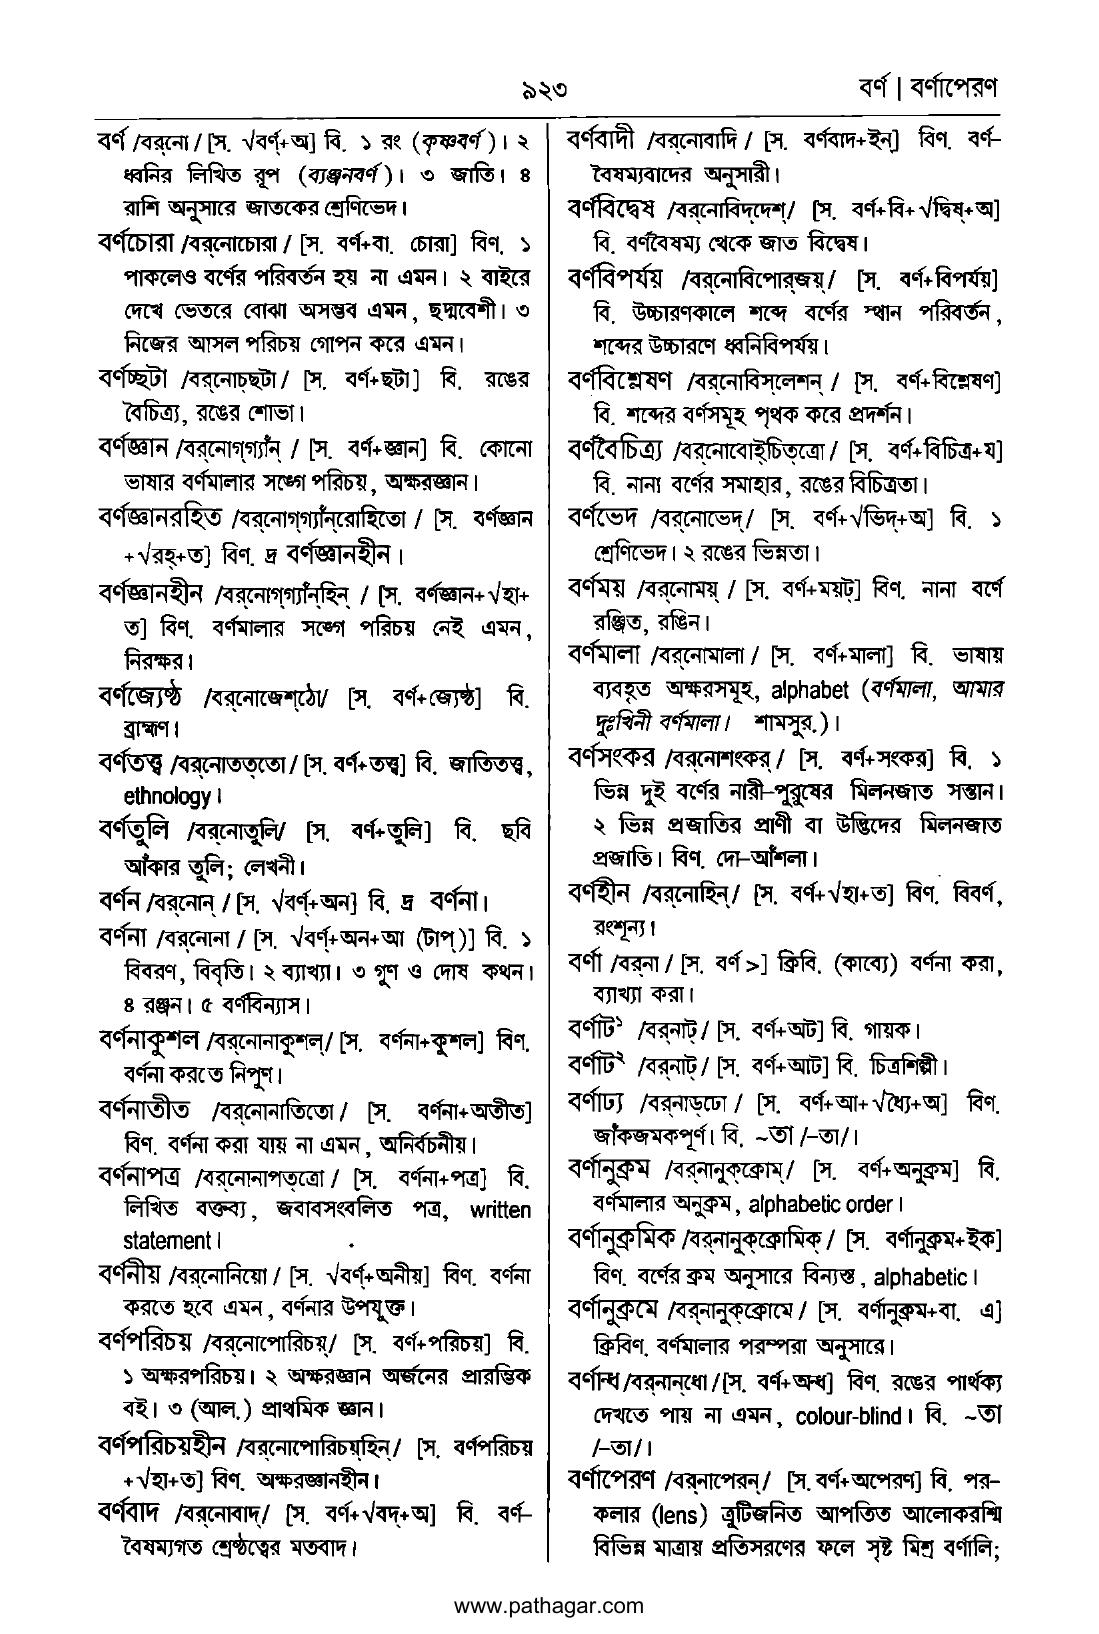 ৯২৩
বর্ণ | বর্ণাপেরণ
বর্ণ /বর্‌নো / [স. √বর্ণ্‌+অ] বি. ১ রং (কৃষ্ণবর্ণ)। ২
ধ্বনির লিখিত রূপ (ব্যঞ্জনবর্ণ)। ৩ জাতি। ৪
রাশি অনুসারে জাতকের শ্রেণিভেদ।
বর্ণচোরা /বর্‌নোচোরা / [স. বর্ণ+বা. চোরা] বিণ. ১
পাকলেও বর্ণের পরিবর্তন হয় না এমন। ২ বাইরে
দেখে ভেতরে বোঝা অসম্ভব এমন, ছদ্মবেশী। ৩
নিজের আসল পরিচয় গোপন করে এমন।
বর্ণচ্ছটা /বর্‌নোচ্‌ছটা / [স. বর্ণ+ছটা] বি. রঙের
বৈচিত্র্য, রঙের শোভা।
বর্ণজ্ঞান /বর্‌নোগ্‌গ্যাঁন্‌ / [স. বর্ণ+জ্ঞান] বি. কোনো
ভাষার বর্ণমালার সঙ্গে পরিচয়, অক্ষরজ্ঞান।
বর্ণজ্ঞানরহিত /বর্‌নোগ্‌গ্যাঁন্‌রোহিতো / [স. বর্ণজ্ঞান
+√রহ্‌+ত] বিণ. দ্র বর্ণজ্ঞানহীন।
বর্ণজ্ঞানহীন /বর্‌নোগ্‌গ্যাঁন্‌হিন্‌ / [স. বর্ণজ্ঞান+√হা+
ত] বিণ. বর্ণমালার সঙ্গে পরিচয় নেই এমন,
নিরক্ষর।
বর্ণজ্যেষ্ঠ /বর্‌নোজেশ্‌ঠো/ [স. বর্ণ+জ্যেষ্ঠ] বি.
ব্রাহ্মণ।
বর্ণতত্ত্ব /বর্‌নোতত্‌তো / [স. বর্ণ+তত্ত্ব] বি. জাতিতত্ত্ব,
ethnology।
বর্ণতুলি /বর্‌নোতুলি/ [স. বর্ণ+তুলি] বি. ছবি
আঁকার তুলি; লেখনী।
বর্ণন /বর্‌নোন্‌ / [স. √বর্ণ্‌+অন] বি. দ্র বর্ণনা।
বর্ণনা /বর্‌নোনা / [স. √বর্ণ্‌+অন+আ (টাপ্‌)] বি. ১
বিবরণ, বিবৃতি। ২ ব্যাখ্যা। ৩ গুণ ও দোষ কথন।
৪ রঞ্জন। ৫ বর্ণবিন্যাস।
বর্ণনাকুশল /বর্‌নোনাকুশল্‌/ [স. বর্ণনা+কুশল] বিণ.
বর্ণনা করতে নিপুণ।
বর্ণনাতীত /বর্‌নোনাতিতো / [স. বর্ণনা+অতীত]
বিণ. বর্ণনা করা যায় না এমন, অনির্বচনীয়।
বর্ণনাপত্র /বর্‌নোনাপত্‌ত্রো / [স. বর্ণনা+পত্র] বি.
লিখিত বক্তব্য, জবাবসংবলিত পত্র, written
statement।
বর্ণনীয় /বর্‌নোনিয়ো / [স. √বর্ণ্‌+অনীয়] বিণ. বর্ণনা
করতে হবে এমন, বর্ণনার উপযুক্ত।
বর্ণপরিচয় /বর্‌নোপোরিচয়্‌/ [স. বর্ণ+পরিচয়] বি.
১ অক্ষরপরিচয়। ২ অক্ষরজ্ঞান অর্জনের প্রারম্ভিক
বই। ৩ (আল.) প্রাথমিক জ্ঞান।
বর্ণপরিচয়হীন /বর্‌নোপোরিচয়্‌হিন্‌/ [স. বর্ণপরিচয়
+√হা+ত] বিণ. অক্ষরজ্ঞানহীন।
বর্ণবাদ /বর্‌নোবাদ্‌/ [স. বর্ণ+√বদ্‌+অ] বি. বর্ণ-
বৈষম্যগত শ্রেষ্ঠত্বের মতবাদ।
বর্ণবাদী /বর্‌নোবাদি / [স. বর্ণবাদ+ইন্‌] বিণ. বর্ণ-
বৈষম্যবাদের অনুসারী।
বর্ণবিদ্বেষ /বর্‌নোবিদ্‌দেশ্‌/ [স. বর্ণ+বি+√দ্বিষ্‌+অ]
বি. বর্ণবৈষম্য থেকে জাত বিদ্বেষ।
বর্ণবিপর্যয় /বর্‌নোবিপোর্‌জয়্‌/ [স. বর্ণ+বিপর্যয়]
বি. উচ্চারণকালে শব্দে বর্ণের স্থান পরিবর্তন,
শব্দের উচ্চারণে ধ্বনিবিপর্যয়।
বর্ণবিশ্লেষণ /বর্‌নোবিস্‌লেশন্‌ / [স. বর্ণ+বিশ্লেষণ]
বি. শব্দের বর্ণসমূহ পৃথক করে প্রদর্শন।
বর্ণবৈচিত্র্য /বর্‌নোবোইচিত্‌ত্রো / [স. বর্ণ+বিচিত্র+য]
বি. নানা বর্ণের সমাহার, রঙের বিচিত্রতা।
বর্ণভেদ /বর্‌নোভেদ্‌/ [স. বর্ণ+√ভিদ্‌+অ] বি. ১
শ্রেণিভেদ। ২ রঙের ভিন্নতা।
বর্ণময় /বর্‌নোময়্‌ / [স. বর্ণ+ময়ট্‌] বিণ. নানা বর্ণে
রঞ্জিত, রঙিন।
বর্ণমালা /বর্‌নোমালা / [স. বর্ণ+মালা] বি. ভাষায়
ব্যবহৃত অক্ষরসমূহ, alphabet (বর্ণমালা, আমার
দুঃখিনী বর্ণমালা। শামসুর.)।
বর্ণসংকর /বর্‌নোশংকর্‌ / [স. বর্ণ+সংকর] বি. ১
ভিন্ন দুই বর্ণের নারী-পুরুষের মিলনজাত সন্তান।
২ ভিন্ন প্রজাতির প্রাণী বা উদ্ভিদের মিলনজাত
প্রজাতি। বিণ. দো-আঁশলা।
বর্ণহীন /বর্‌নোহিন্‌/ [স. বর্ণ+√হা+ত] বিণ. বিবর্ণ,
রংশূন্য।
বর্ণা /বর্‌না / [স. বর্ণ >] ক্রিবি. (কাব্যে) বর্ণনা করা,
ব্যাখ্যা করা।
বর্ণাট¹ /বর্‌নাট্‌ / [স. বর্ণ+অট] বি. গায়ক।
বর্ণাট² /বর্‌নাট্‌ / [স. বর্ণ+আট] বি. চিত্রশিল্পী।
বর্ণাঢ্য /বর্‌নাড়্‌ঢো / [স. বর্ণ+আ+√ধ্যৈ+অ] বিণ.
জাঁকজমকপূর্ণ। বি. ~তা /-তা/।
বর্ণানুক্রম /বর্‌নানুক্‌ক্রোম্‌/ [স. বর্ণ+অনুক্রম] বি.
বর্ণমালার অনুক্রম, alphabetic order।
বর্ণানুক্রমিক /বর্‌নানুক্‌ক্রোমিক্‌ / [স. বর্ণানুক্রম+ইক]
বিণ. বর্ণের ক্রম অনুসারে বিন্যস্ত, alphabetic।
বর্ণানুক্রমে /বর্‌নানুক্‌ক্রোমে / [স. বর্ণানুক্রম+বা. এ]
ক্রিবিণ. বর্ণমালার পরম্পরা অনুসারে।
বর্ণান্ধ /বর্‌নান্‌ধো / [স. বর্ণ+অন্ধ] বিণ. রঙের পার্থক্য
দেখতে পায় না এমন, colour-blind। বি. ~তা
/-তা/।
বর্ণাপেরণ /বর্‌নাপেরন্‌/ [স. বর্ণ+অপেরণ] বি. পর-
কলার (lens) ত্রুটিজনিত আপতিত আলোকরশ্মি
বিভিন্ন মাত্রায় প্রতিসরণের ফলে সৃষ্ট মিশ্র বর্ণালি;
www.pathagar.com